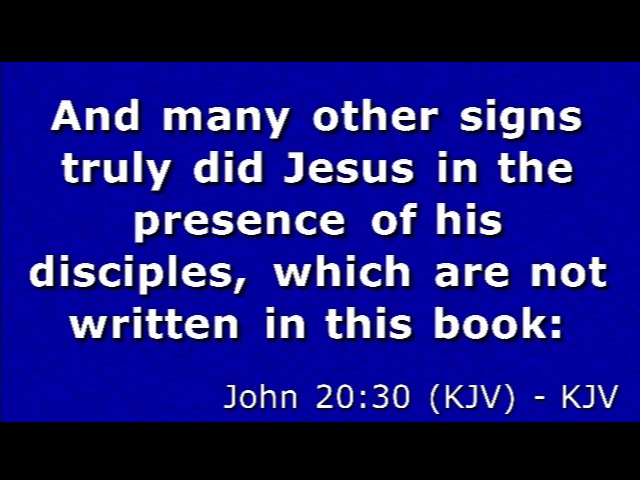 And many other signs
truly did Jesus in the
presence of his
disciples, which are not
written in this book:
John 20:30 (KJV) - KJV